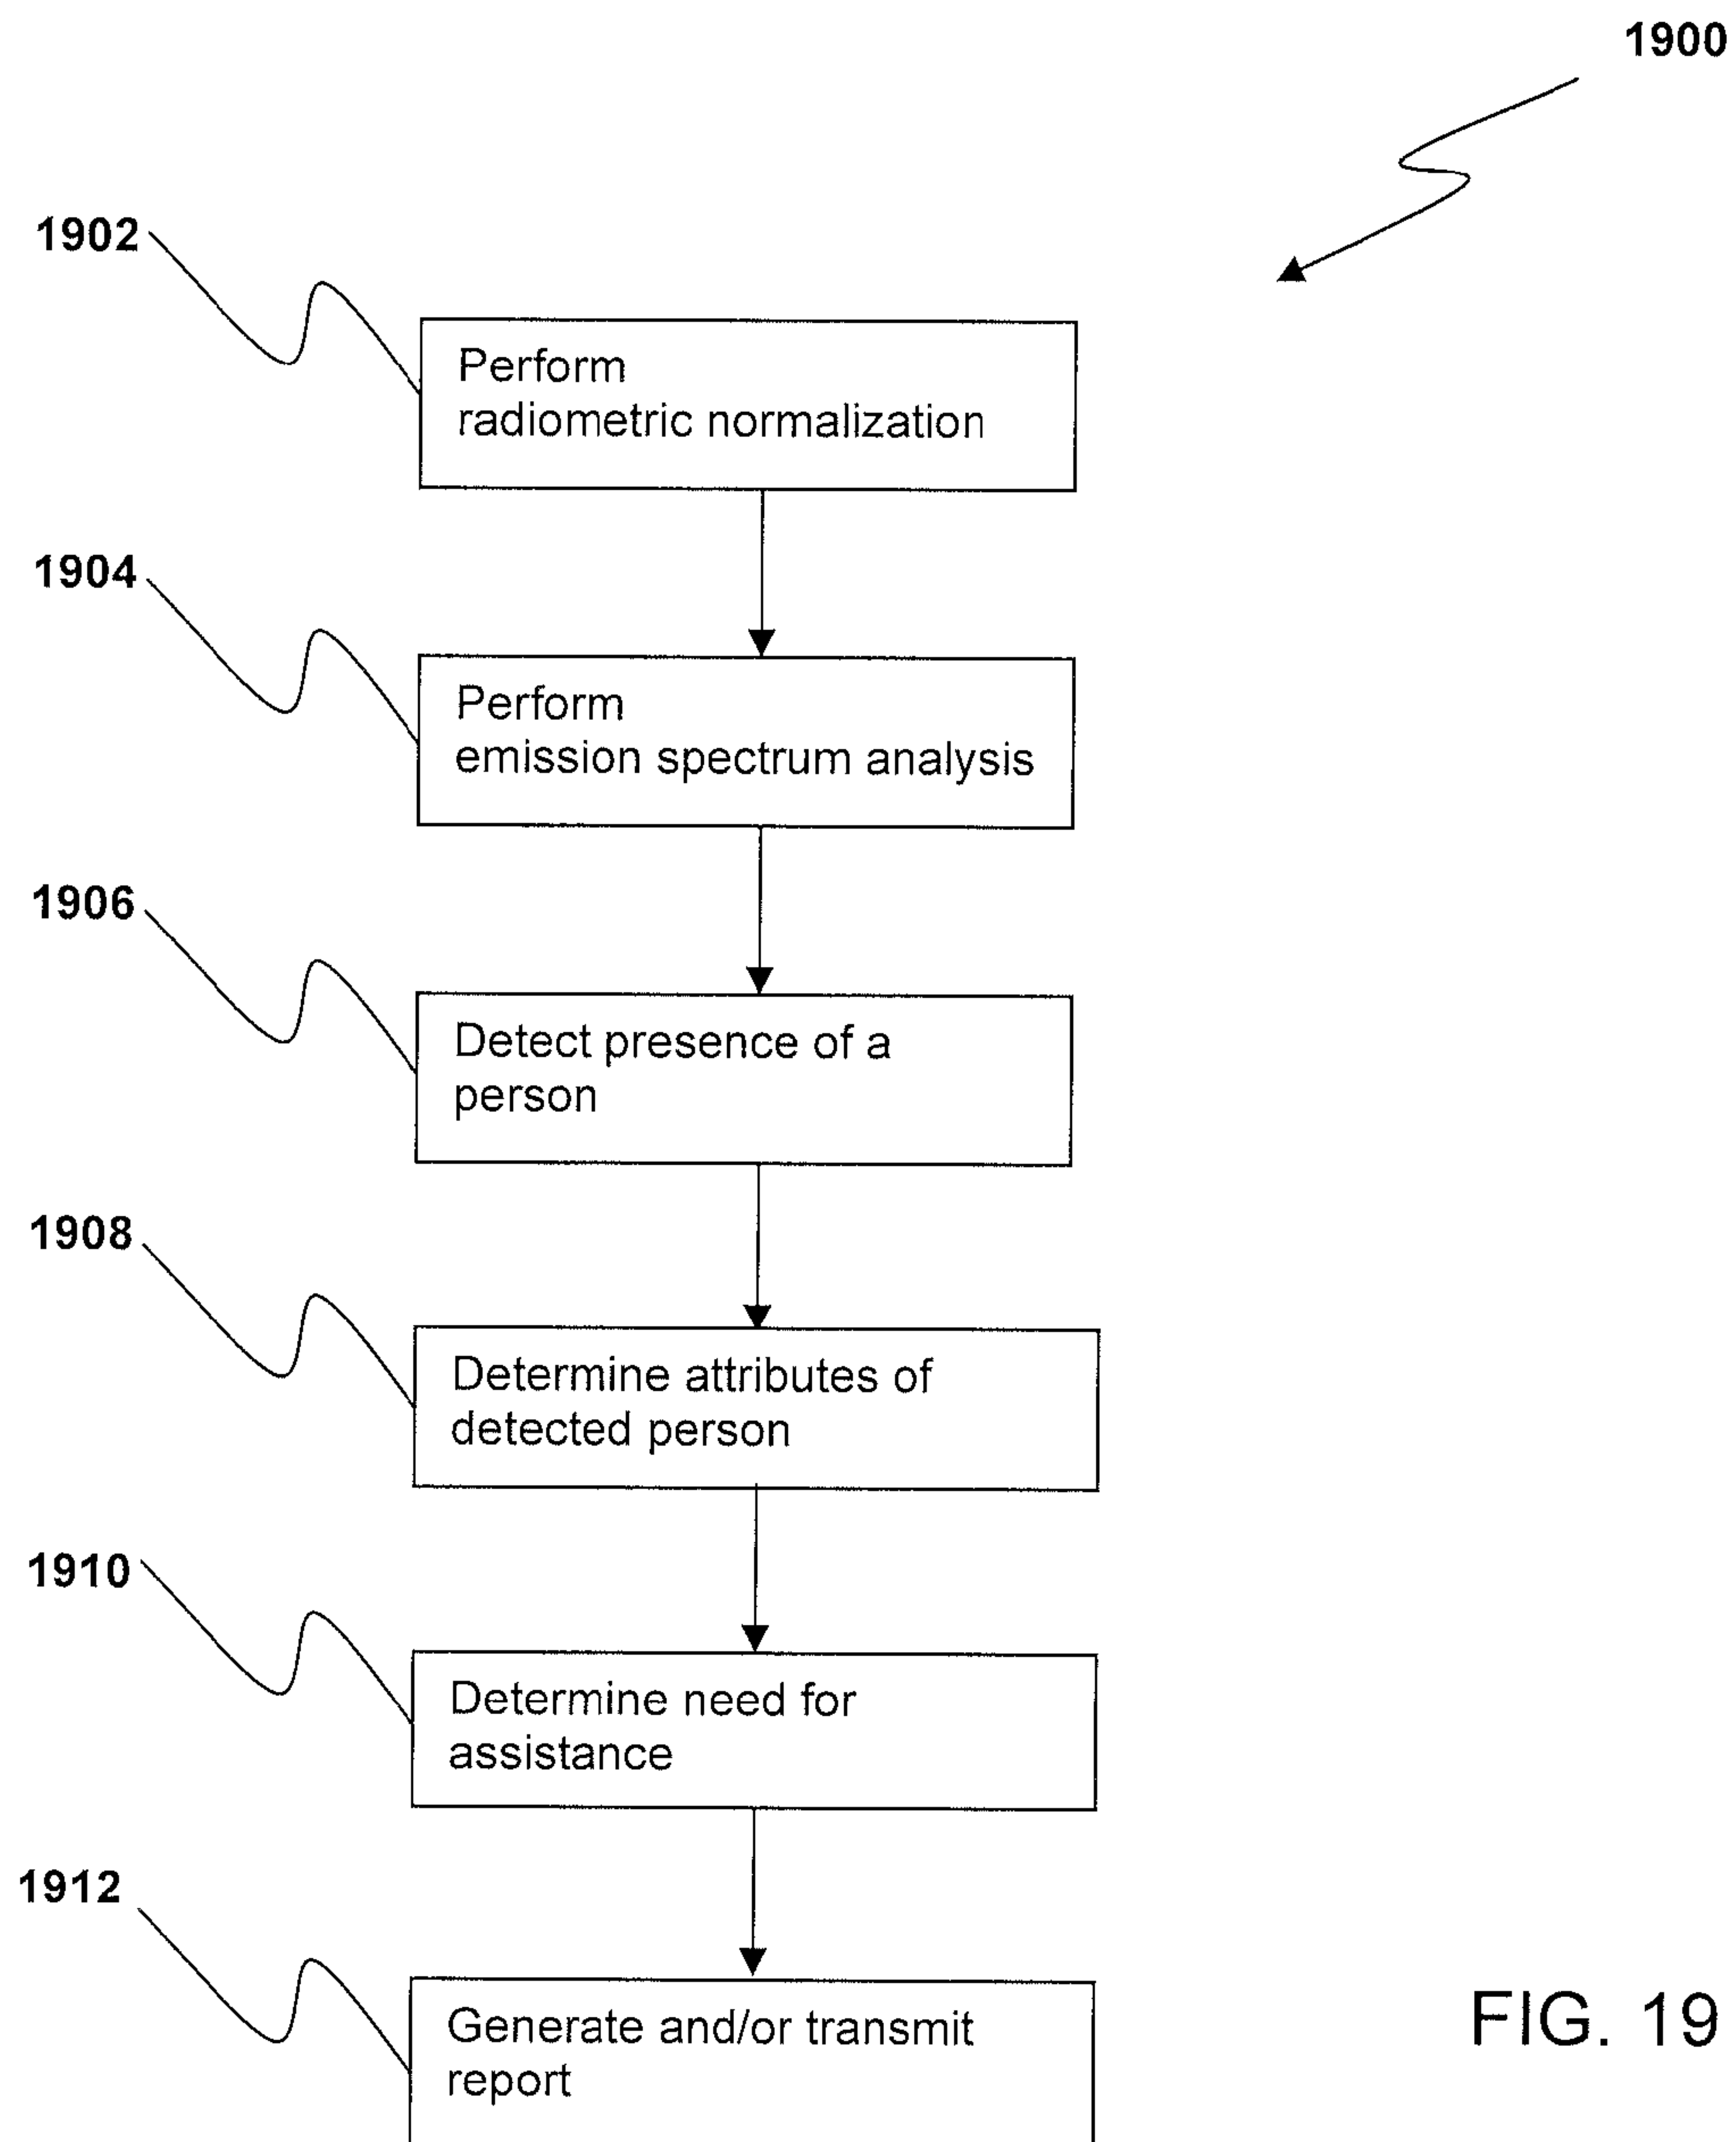 1900
1902
Perform
radiometric normalization
1904
Perform
emission spectrum analysis
1906
Detect presence of a
person
1908
Determine attributes of
detected person
1910
Determine need for
assistance
1912
Generate and/or transmit
report
FIG. 19